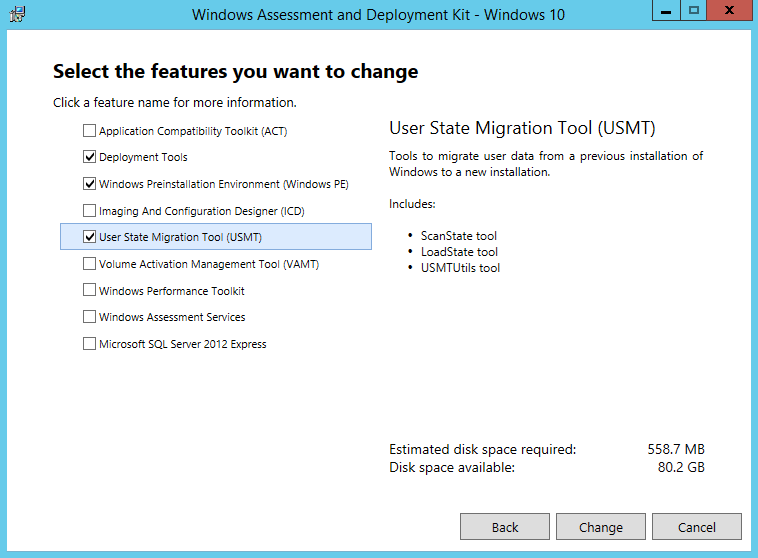 Windows Assessment and Deployment Kit - Windows 10
Select the features you want to change
Click a feature name for more information.
Application Compatibility Toolkit (ACT)
Deployment Tools
Windows Preinstallation Environment (Windows PE)
Imaging And Configuration Designer (ICD)
User State Migration Tool (USMT)
Volume Activation Management Tool (VAMT)
Windows Performance Toolkit
Windows Assessment Services
Microsoft SQL Server 2012 Express
User State Migration Tool (USMT)
Tools to migrate user data from a previous installation of
Windows to a new installation.
Includes:
• ScanState tool
• LoadState tool
• USMTUtils tool
Estimated disk space required: 558.7 MB
Disk space available: 80.2 GB
Back Change Cancel